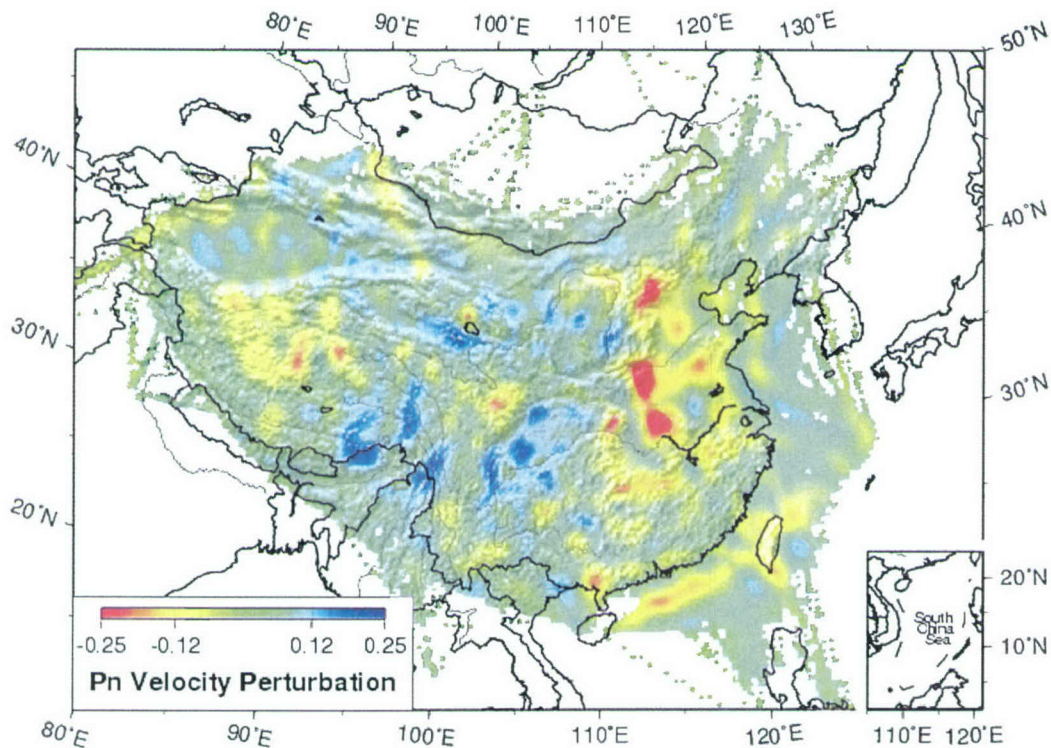 80°E 90°E 100°E 110°E 120°E 130°E
50°N
40°N
40°N
30°N
30°N
20°N
20°N
10°N
South
China
Sea
-0.25 -0.12 0.12 0.25
Pn Velocity Perturbation
80°E 90°E 100°E 110°E 120°E 110°E 120°E